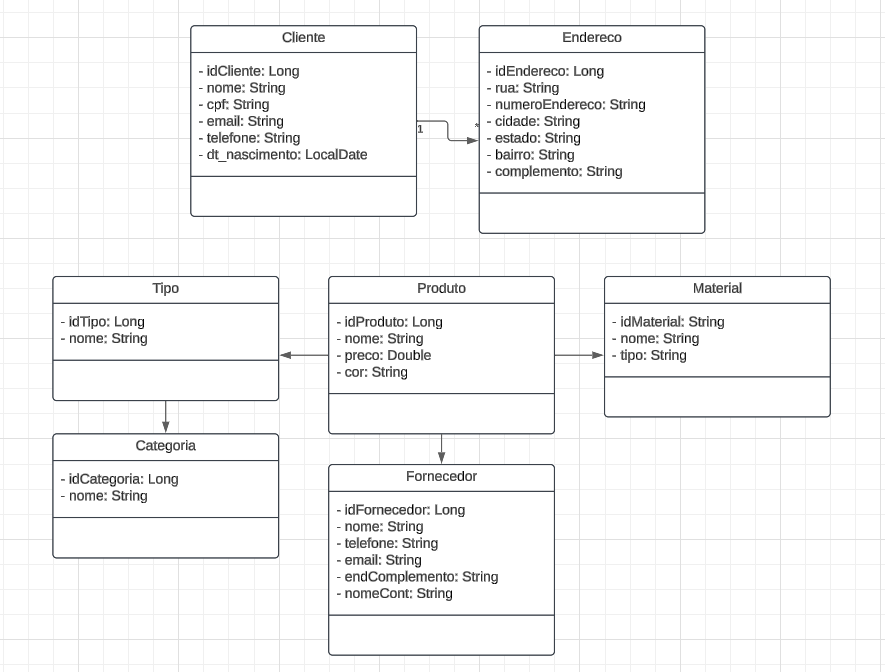 Cliente
- idCliente: Long
- nome: String
- cpf: String
- email: String
- telefone: String
- dt_nascimento: LocalDate
1
*
Endereco
- idEndereco: Long
- rua: String
- numeroEndereco: String
- cidade: String
- estado: String
- bairro: String
- complemento: String
Tipo
- idTipo: Long
- nome: String
Produto
- idProduto: Long
- nome: String
- preco: Double
- cor: String
Material
- idMaterial: String
- nome: String
- tipo: String
Categoria
- idCategoria: Long
- nome: String
Fornecedor
- idFornecedor: Long
- nome: String
- telefone: String
- email: String
- endComplemento: String
- nomeCont: String